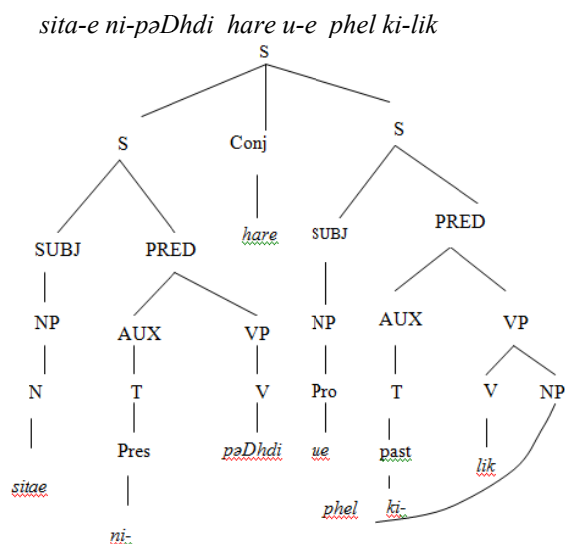 sita-e ni-pəDhdi hare u-e phel ki-lik
S
S Conj S
hare
SUBJ PRED SUBJ PRED
NP AUX VP NP AUX VP
N T V Pro T V NP
sitae Pres pəDhdi ue past lik
phel ki-
ni-